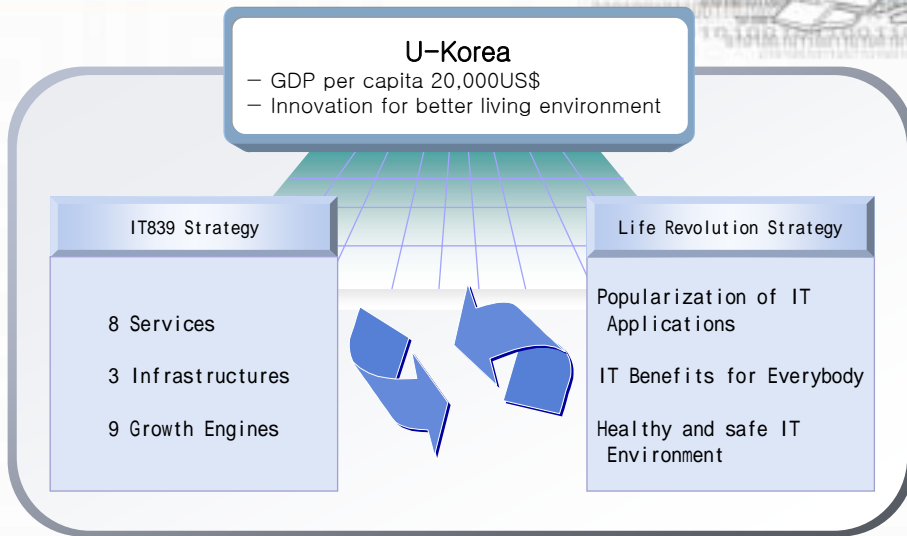 U-Korea
– GDP per capita 20,000US$
– Innovation for better living environment
IT839 Strategy
8 Services
3 Infrastructures
9 Growth Engines
Life Revolution Strategy
Popularization of IT
Applications
IT Benefits for Everybody
Healthy and safe IT
Environment